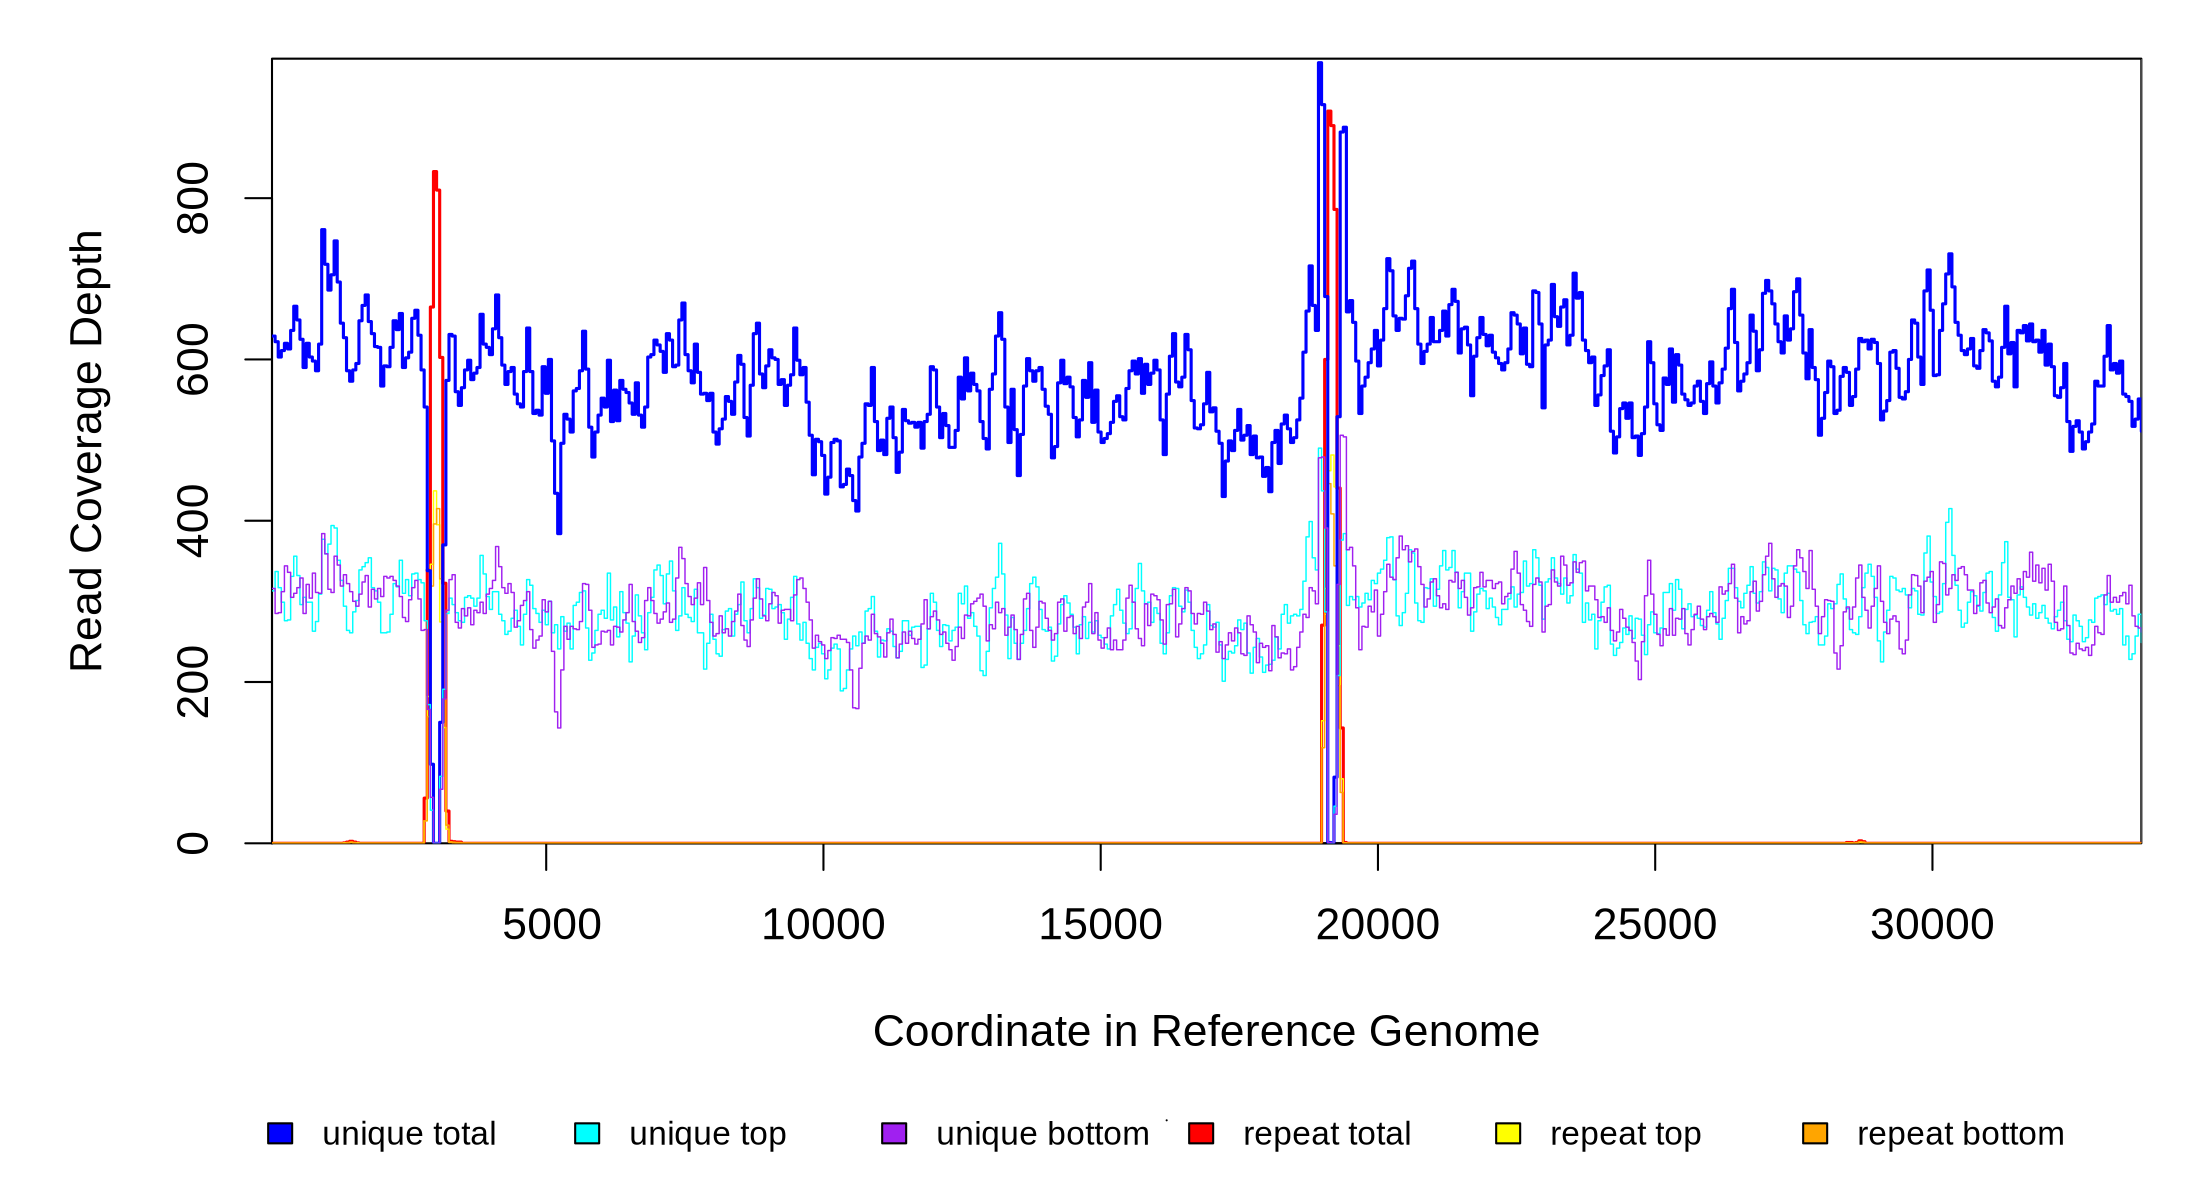 Read Coverage Depth
800
600
400
200
0
5000 10000 15000 20000 25000 30000
Coordinate in Reference Genome
unique total unique top unique bottom repeat total repeat top repeat bottom